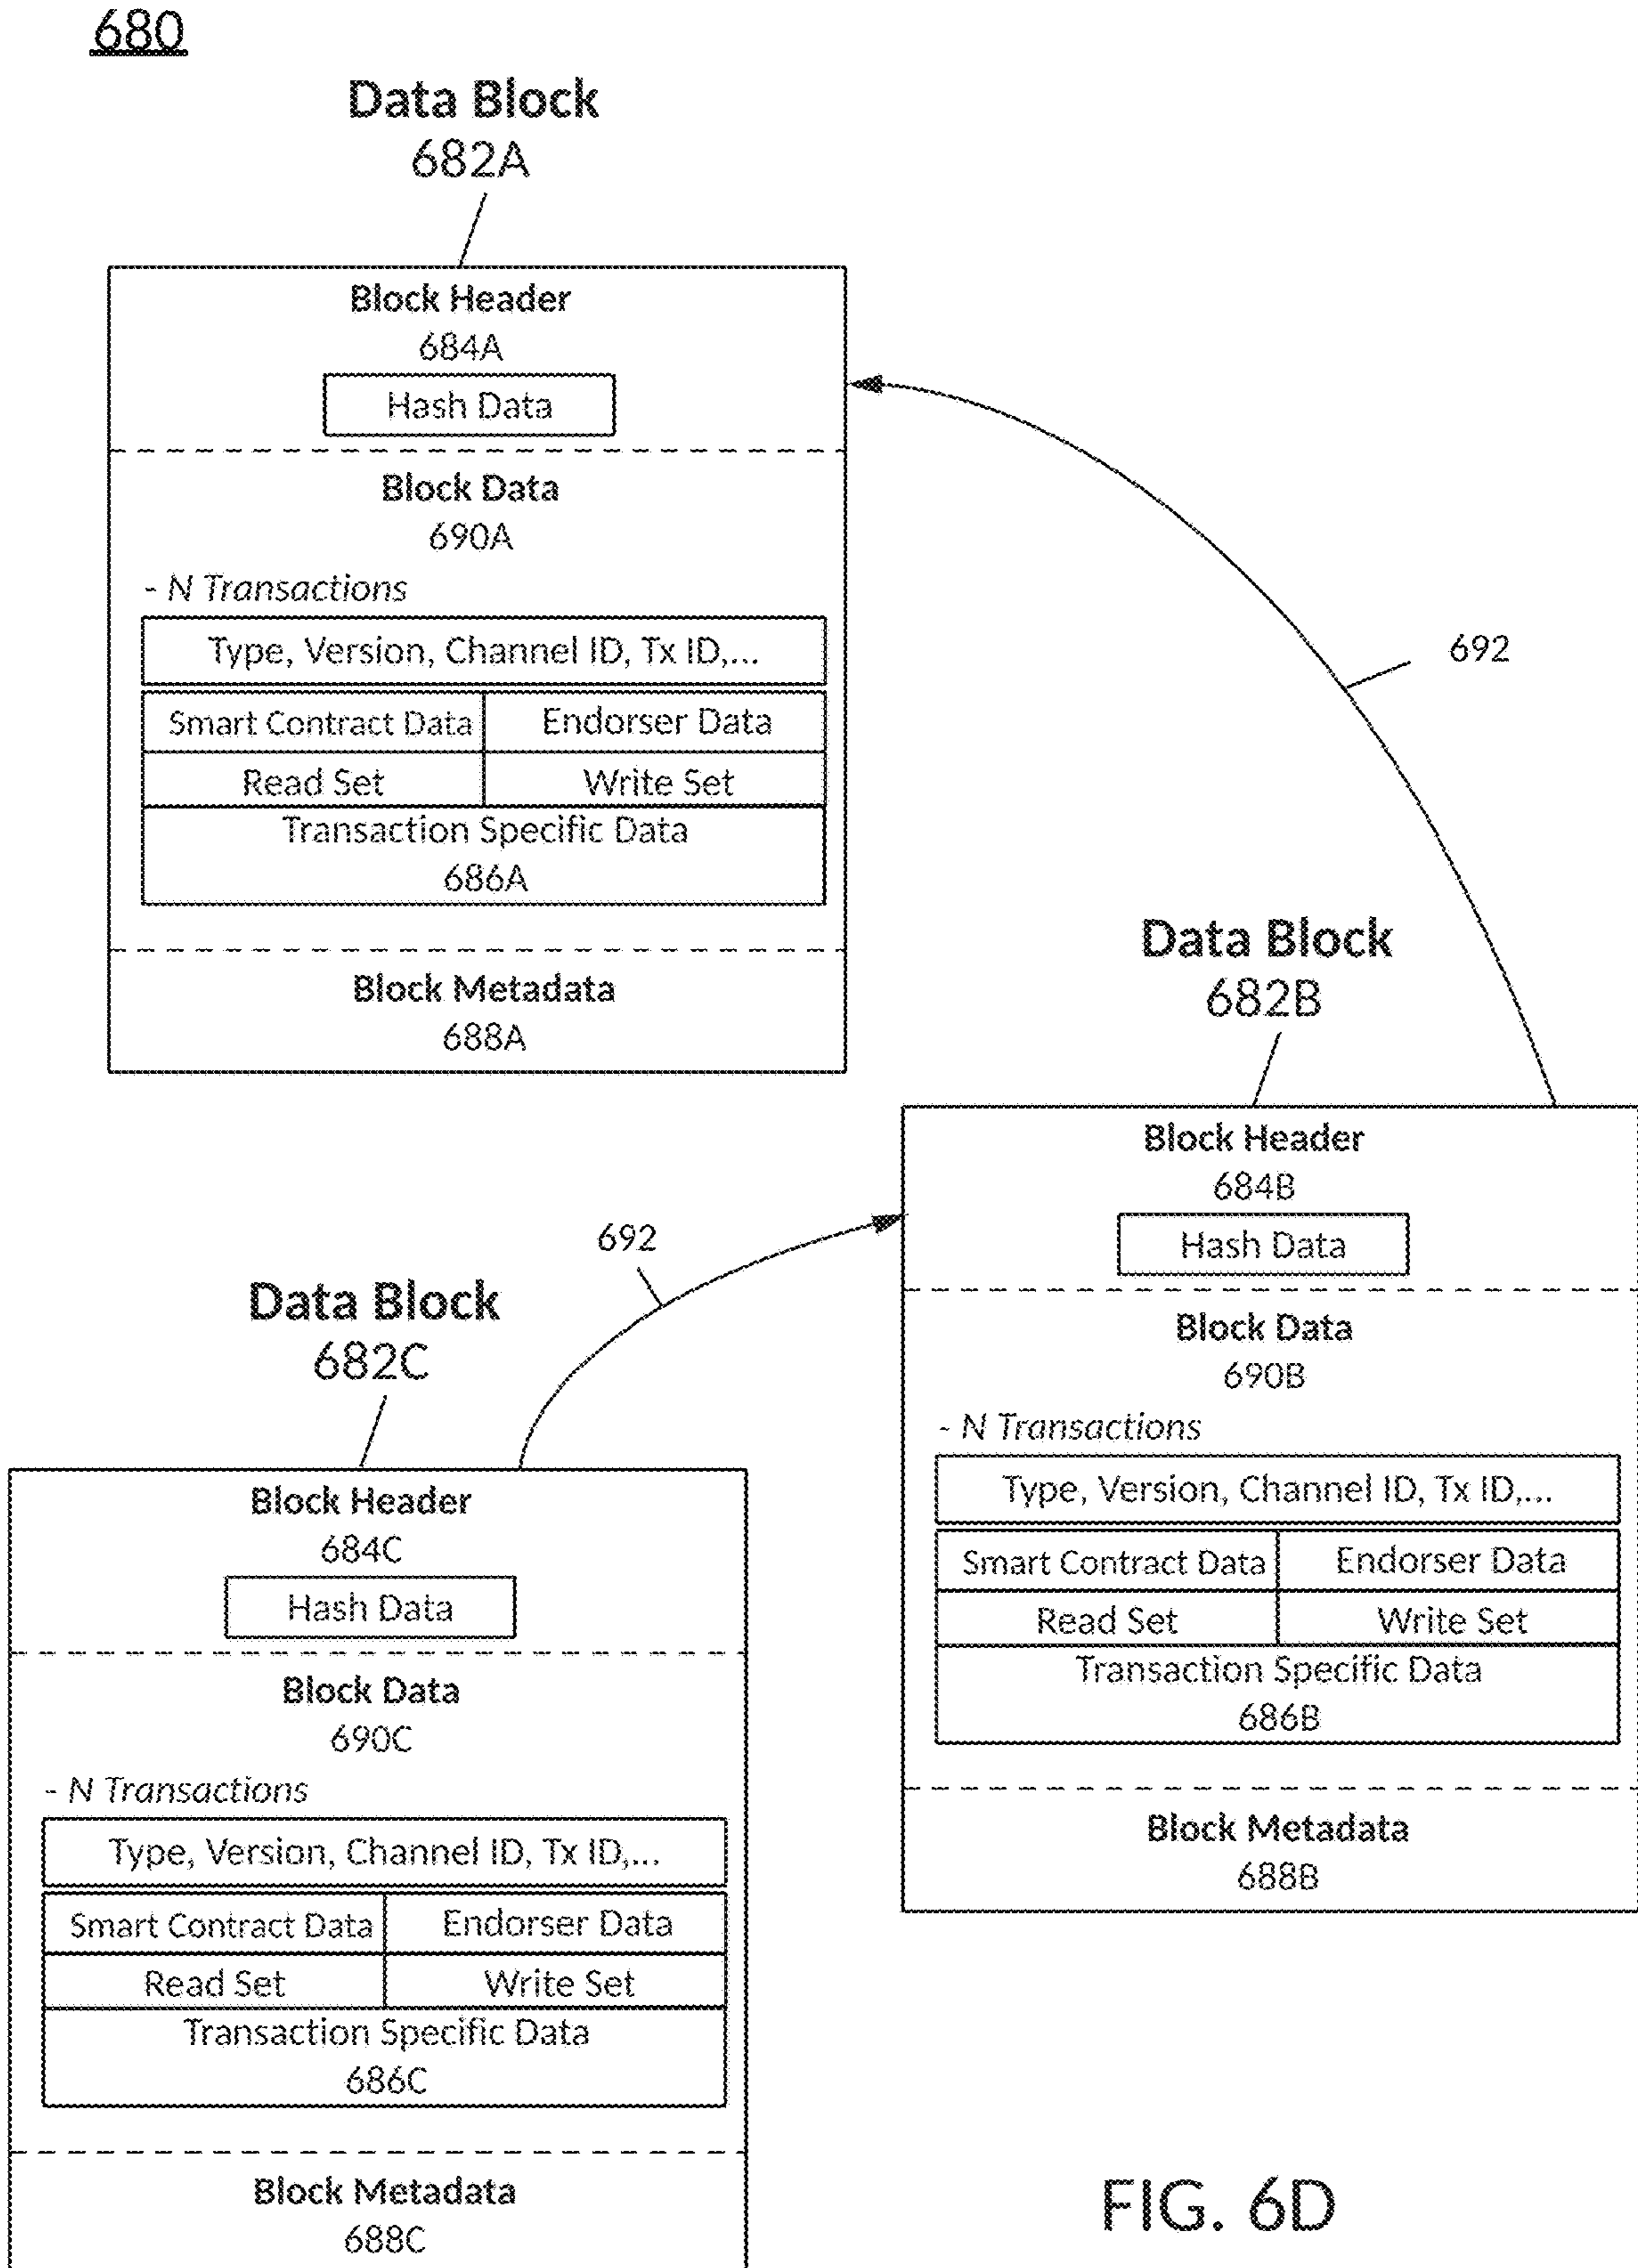 680
Data Block
682A
Block Header
684A
Hash Data
Block Data
690A
- N Transactions
Type, Version, Channel ID, Tx ID,...
Smart Contract Data
Endorser Data
Read Set
Write Set
Transaction Specific Data
686A
Block Metadata
688A
692
Data Block
682B
Block Header
684B
Hash Data
Block Data
690B
- N Transactions
Type, Version, Channel ID, Tx ID,...
Smart Contract Data
Endorser Data
Read Set
Write Set
Transaction Specific Data
686B
Block Metadata
688B
692
Data Block
682C
Block Header
684C
Hash Data
Block Data
690C
- N Transactions
Type, Version, Channel ID, Tx ID,...
Smart Contract Data
Endorser Data
Read Set
Write Set
Transaction Specific Data
686C
Block Metadata
688C
FIG. 6D